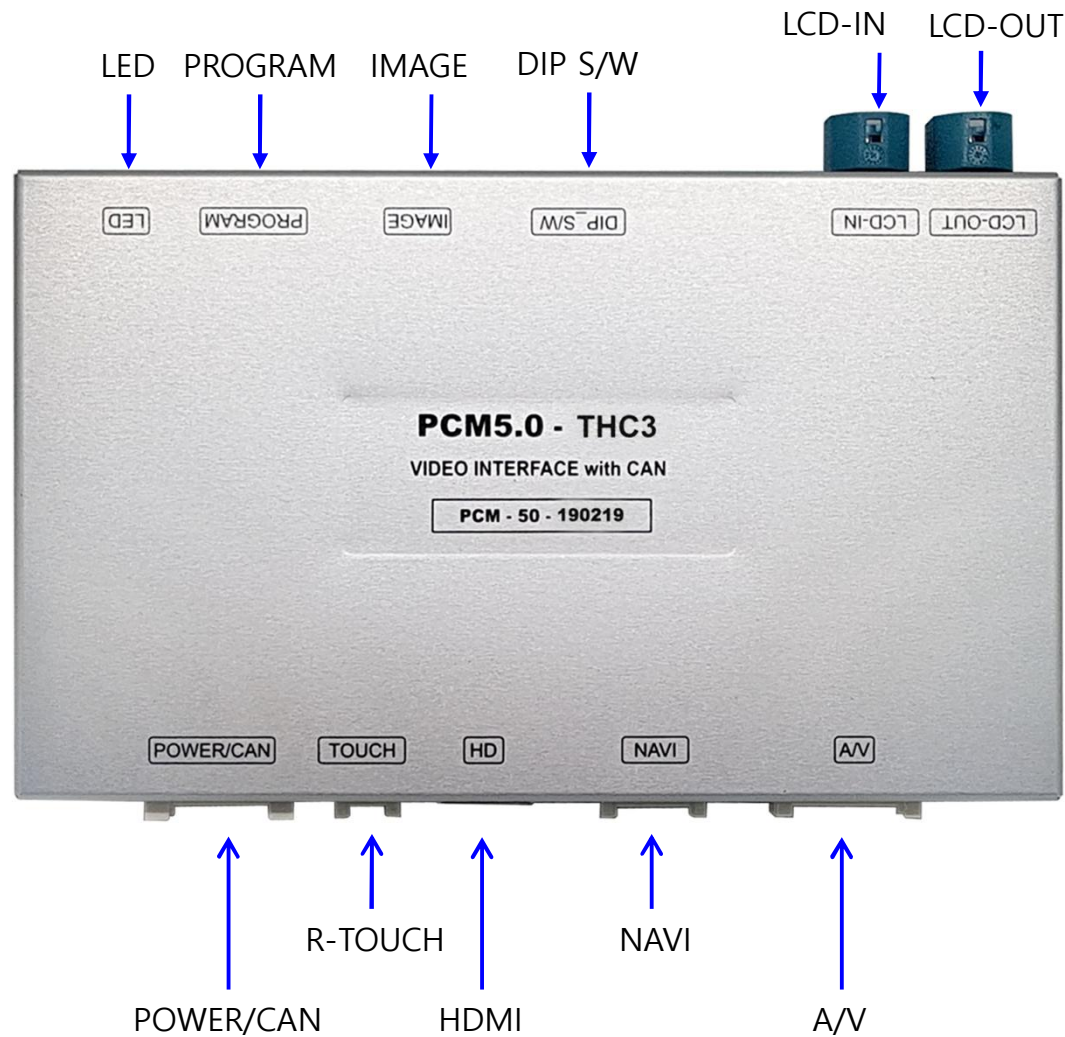 LCD-IN LCD-OUT
LED PROGRAM IMAGE DIP S/W
LED PROGRAM IMAGE DIP_S/W LCD-IN LCD-OUT
PCM5.0 - THC3
VIDEO INTERFACE with CAN
PCM - 50 - 190219
POWER/CAN TOUCH HD NAVI A/V
R-TOUCH NAVI
POWER/CAN HDMI A/V